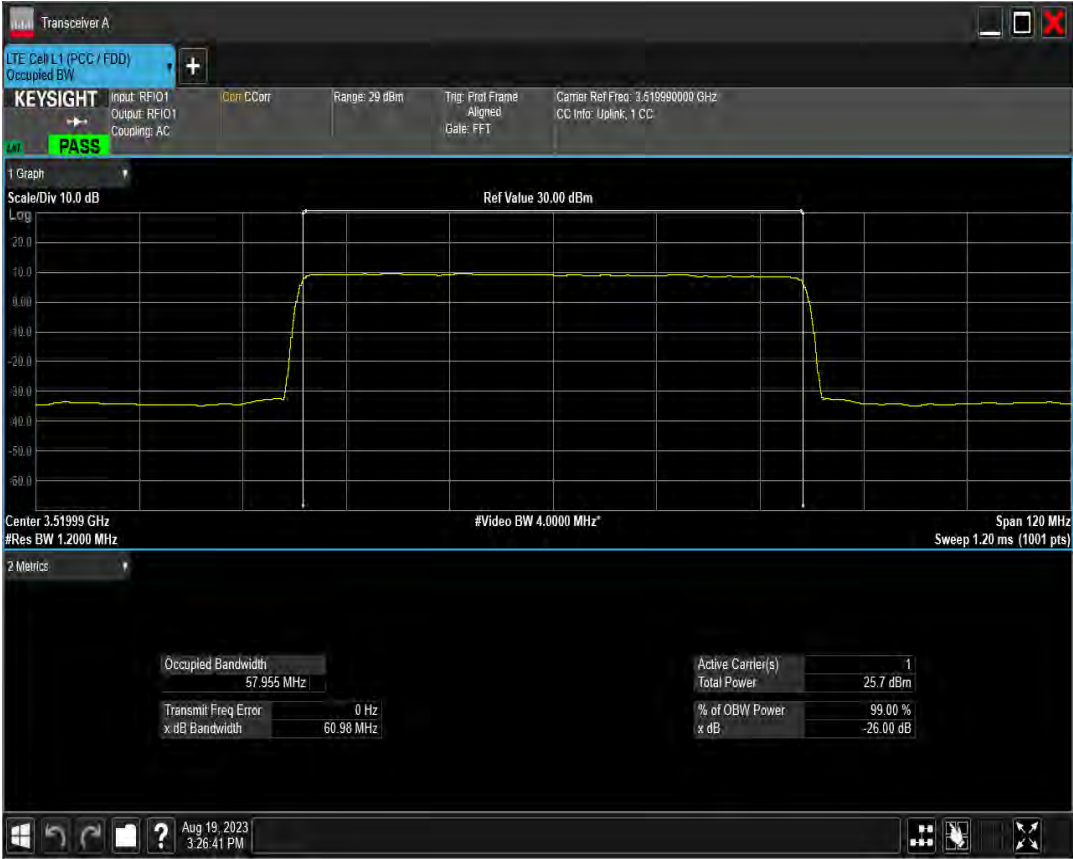 Transceiver A
LTE Cell L1 (PCC / FDD)
Occupied BW
+
KEYSIGHT
Input: RFIO1
Output: RFIO1
Coupling: AC
Corr CCorr
Range: 29 dBm
Trig: Prdt Frame
Aligned
Gate: FFT
Carrier Ref Freq: 3.519990000 GHz
CC Info: Uplink, 1 CC
PASS
1 Graph
Scale/Div 10.0 dB
Ref Value 30.00 dBm
Log
20.0
10.0
0.00
-10.0
-20.0
-30.0
-40.0
-50.0
-60.0
Center 3.51999 GHz
#Video BW 4.0000 MHz*
Span 120 MHz
#Res BW 1.2000 MHz
Sweep 1.20 ms (1001 pts)
2 Metrics
Occupied Bandwidth
57.955 MHz
Transmit Freq Error 0 Hz
x dB Bandwidth 60.98 MHz
Active Carrier(s) 1
Total Power 25.7 dBm
% of OBW Power 99.00 %
x dB -26.00 dB
?
Aug 19, 2023
3:26:41 PM